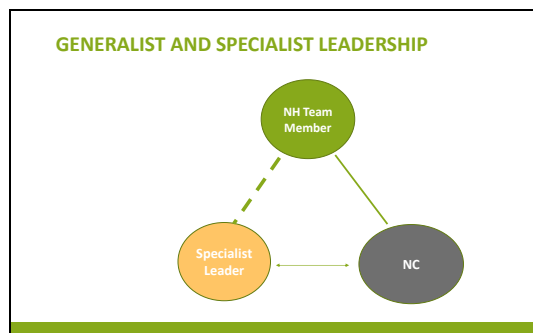 GENERALIST AND SPECIALIST LEADERSHIP
NH Team
Member
Specialist
Leader
NC